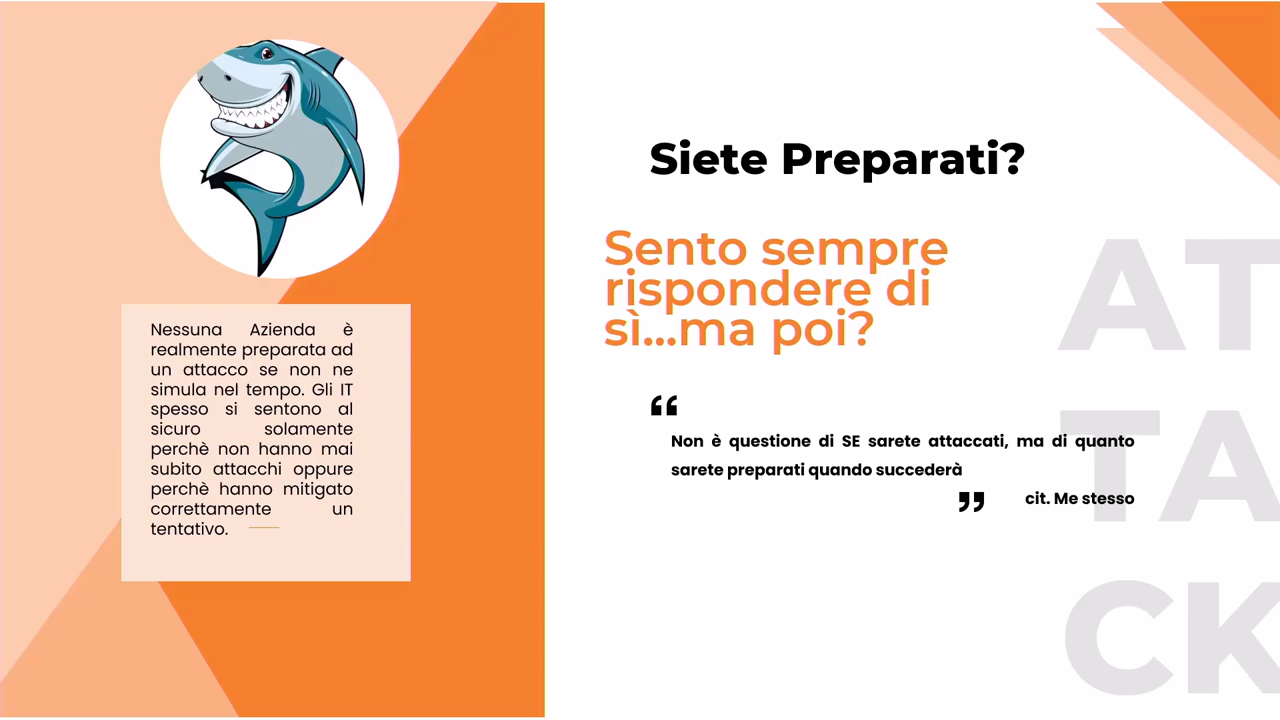 Nessuna Azienda è
realmente preparata ad
un attacco se non ne
simula nel tempo. Gli IT
spesso si sentono al
sicuro solamente
perchè non hanno mai
subito attacchi oppure
perchè hanno mitigato
correttamente un
tentativo.
Siete Preparati?
Sento sempre
rispondere di
sì...ma poi?
“
Non è questione di SE sarete attaccati, ma di quanto
sarete preparati quando succederà
” cit. Me stesso
AT
TA
CK